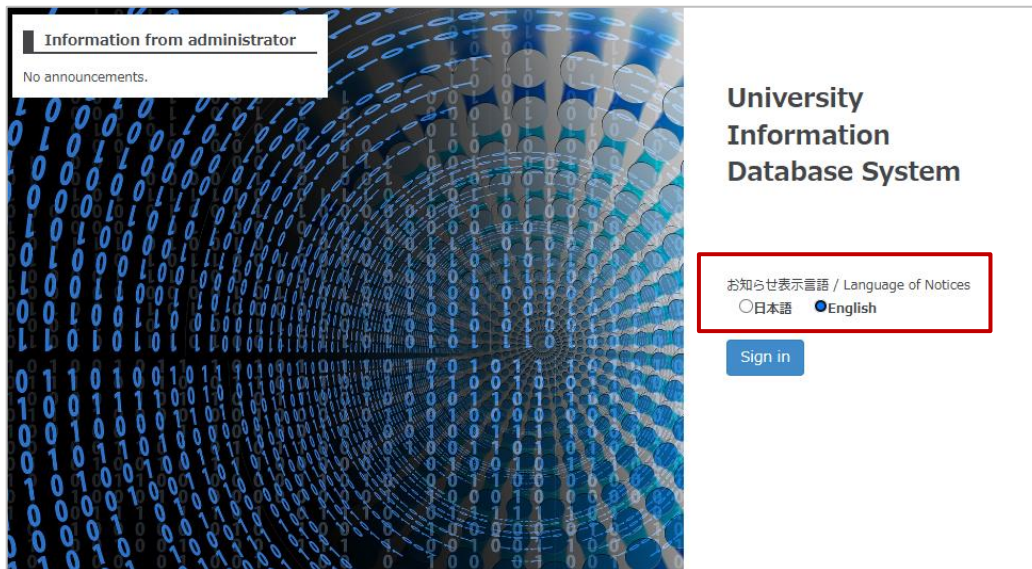 Information from administrator
No announcements.
University
Information
Database System
お知らせ表示言語 / Language of Notices
日本語 English
Sign in